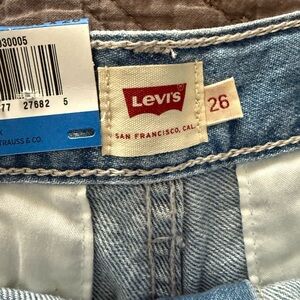 30005
77 27682 5
TRAUSS & CO.
LEVI'S
SAN FRANCISCO, CAL.
26